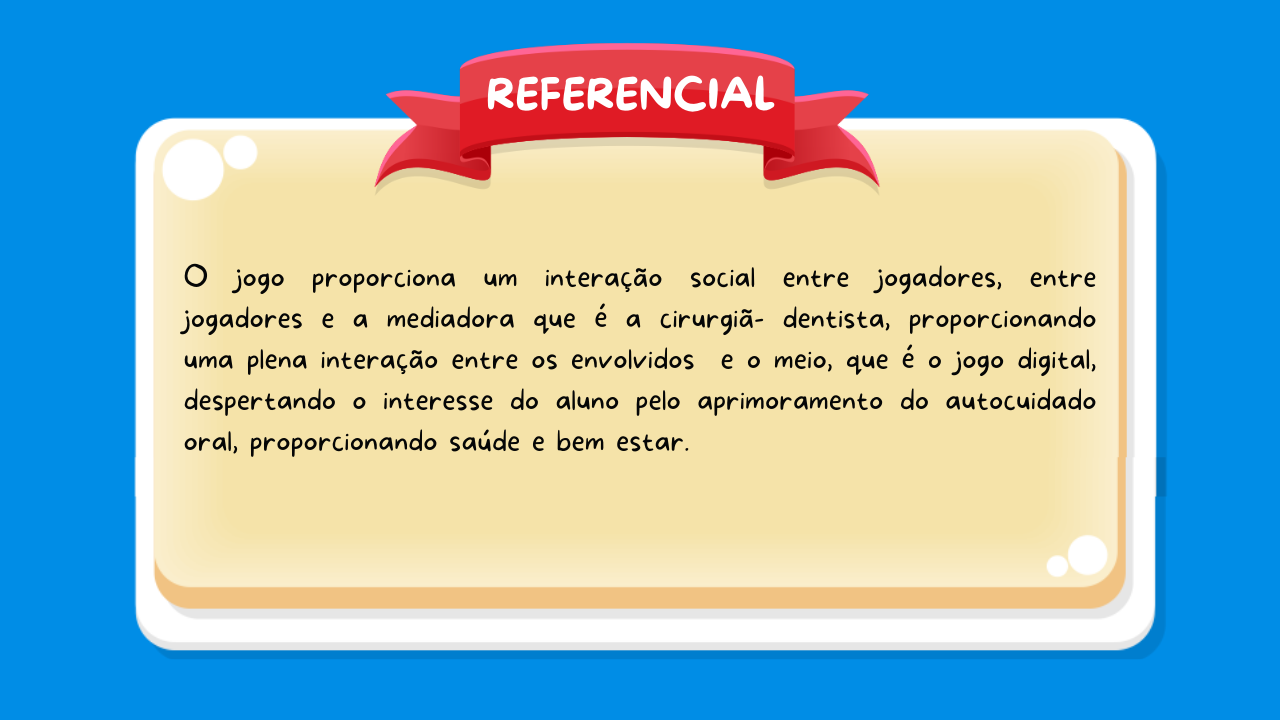 REFERENCIAL
O jogo proporciona um interação social entre jogadores, entre
jogadores e a mediadora que é a cirurgiã- dentista, proporcionando
uma plena interação entre os envolvidos e o meio, que é o jogo digital,
despertando o interesse do aluno pelo aprimoramento do autocuidado
oral, proporcionando saúde e bem estar.